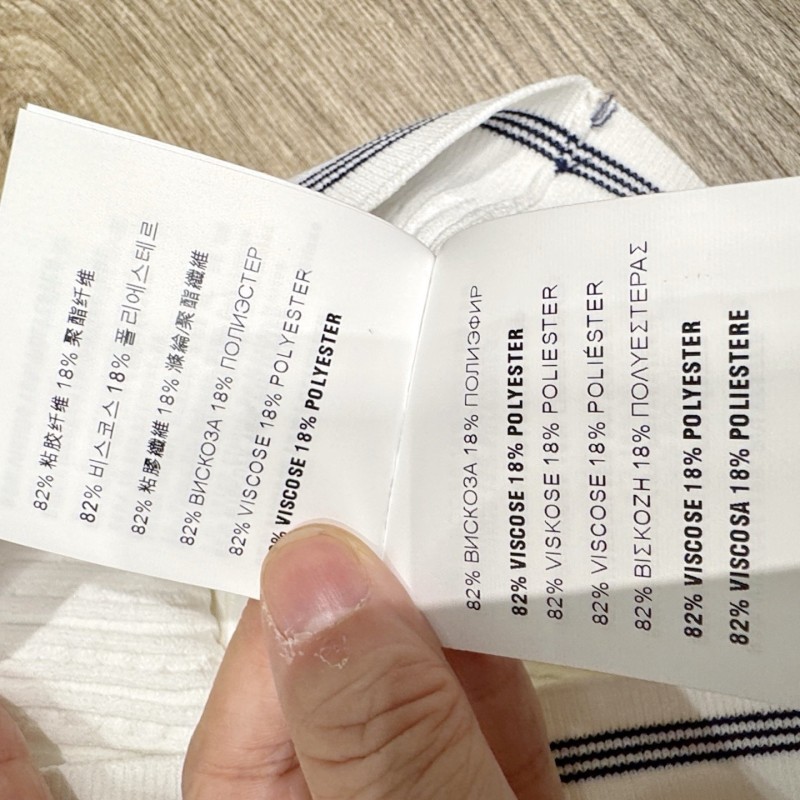 82% 粘胶纤维 18% 聚酯纤维
82% 비스코스 18% 폴리에스테르
82% 粘膠纖維 18% 滌綸/聚酯纖維
82% ВИСКОЗА 18% ПОЛИЭСТЕР
82% VISCOSE 18% POLYESTER
VISCOSE 18% POLYESTER
82% ВИСКОЗА 18% ПОЛИЭФИР
82% VISCOSE 18% POLYESTER
82% VISKOSE 18% POLIESTER
82% VISCOSE 18% POLIÉSTER
82% ΒΙΣΚΟΖΗ 18% ΠΟΛΥΕΣΤΕΡΑΣ
82% VISCOSE 18% POLYESTER
82% VISCOSA 18% POLIESTERE